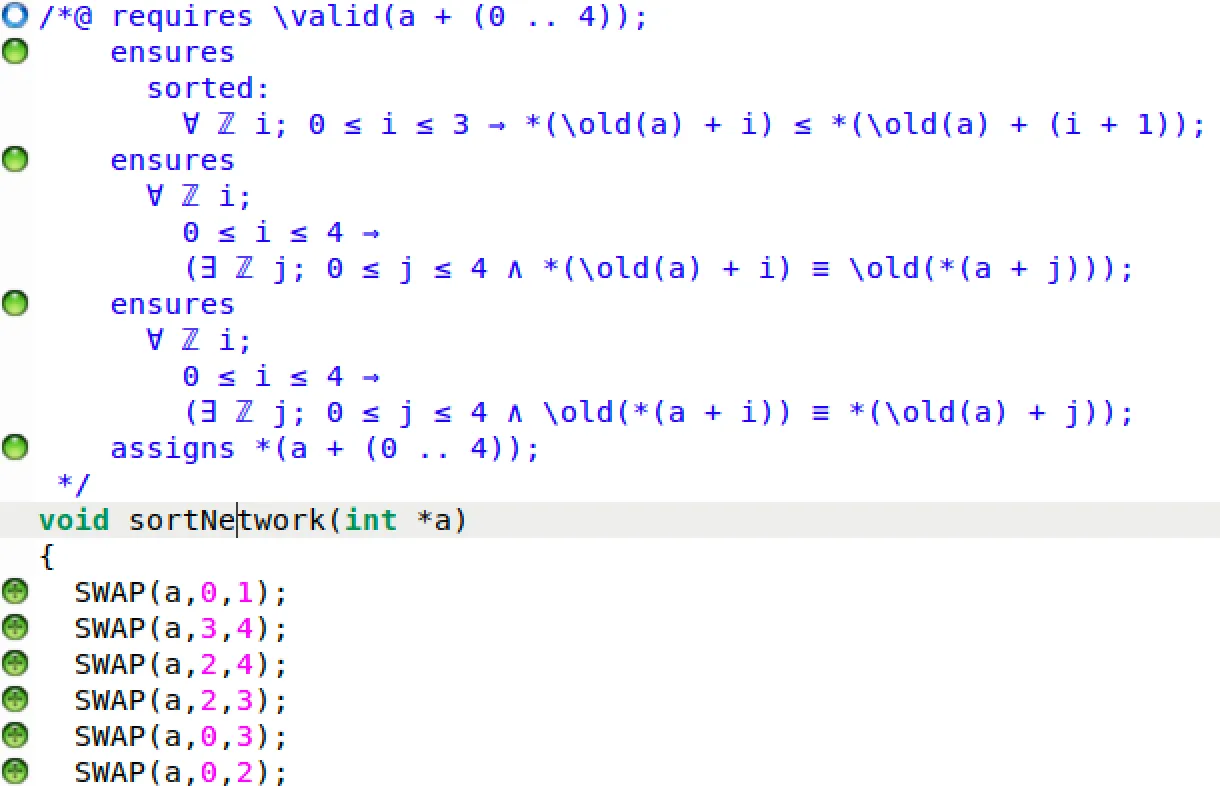 /*@ requires \valid(a + (0 .. 4));
ensures
sorted:
∀ ℤ i; 0 ≤ i ≤ 3 → *(\old(a) + i) ≤ *(\old(a) + (i + 1));
ensures
∀ ℤ i;
0 ≤ i ≤ 4 →
(∃ ℤ j; 0 ≤ j ≤ 4 ∧ *(\old(a) + i) ≡ \old(*(a + j)));
ensures
∀ ℤ i;
0 ≤ i ≤ 4 →
(∃ ℤ j; 0 ≤ j ≤ 4 ∧ \old(*(a + i)) ≡ *(\old(a) + j));
assigns *(a + (0 .. 4));
*/
void sortNetwork(int *a)
{
SWAP(a,0,1);
SWAP(a,3,4);
SWAP(a,2,4);
SWAP(a,2,3);
SWAP(a,0,3);
SWAP(a,0,2);